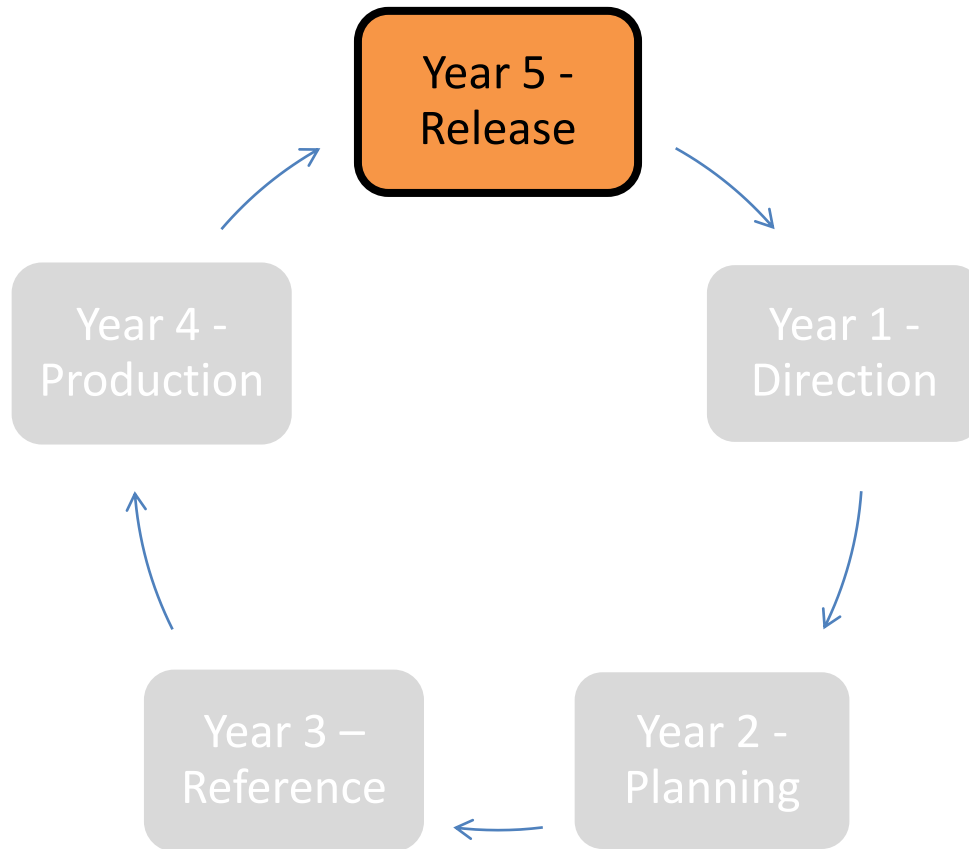 Year 5 -
Release
Year 1 -
Direction
Year 2 -
Planning
Year 3 –
Reference
Year 4 -
Production